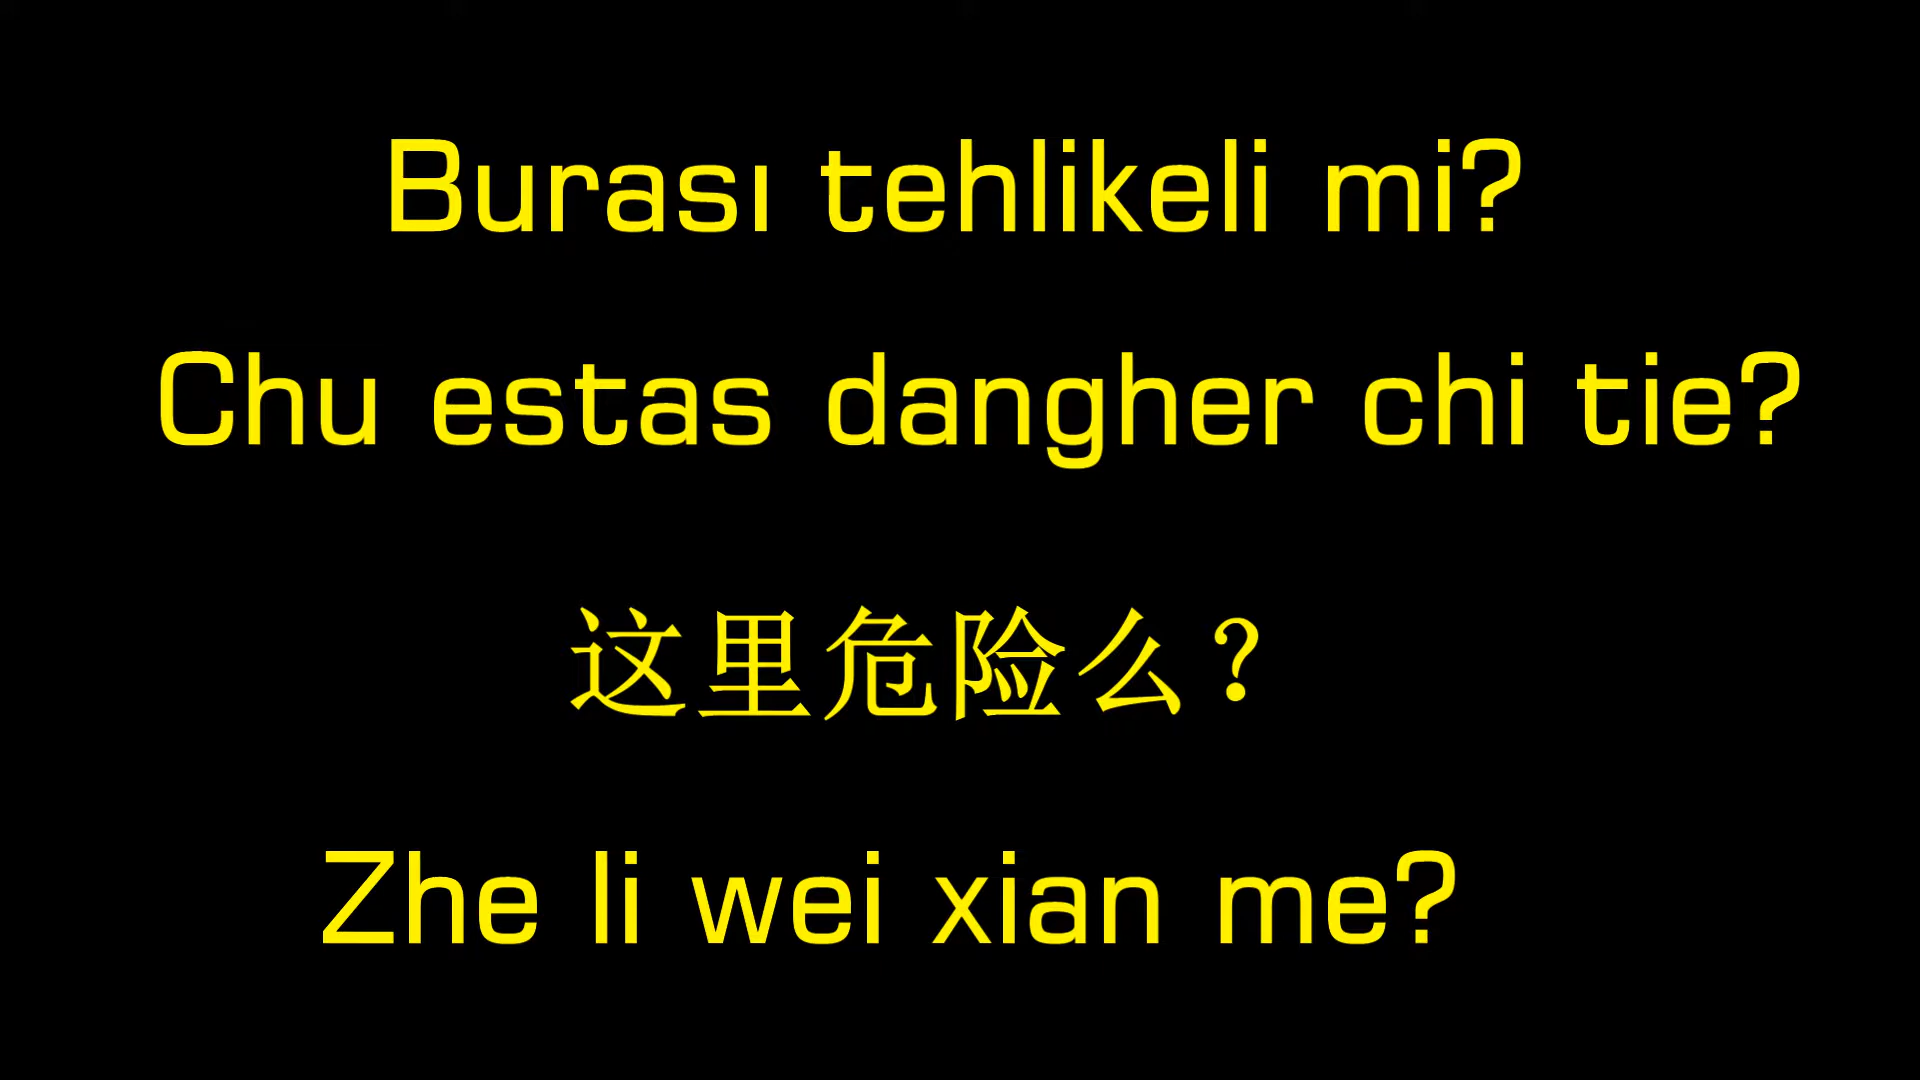 Burası tehlikeli mi?
Chu estas dangher chi tie?
这里危险么？
Zhe li wei xian me?